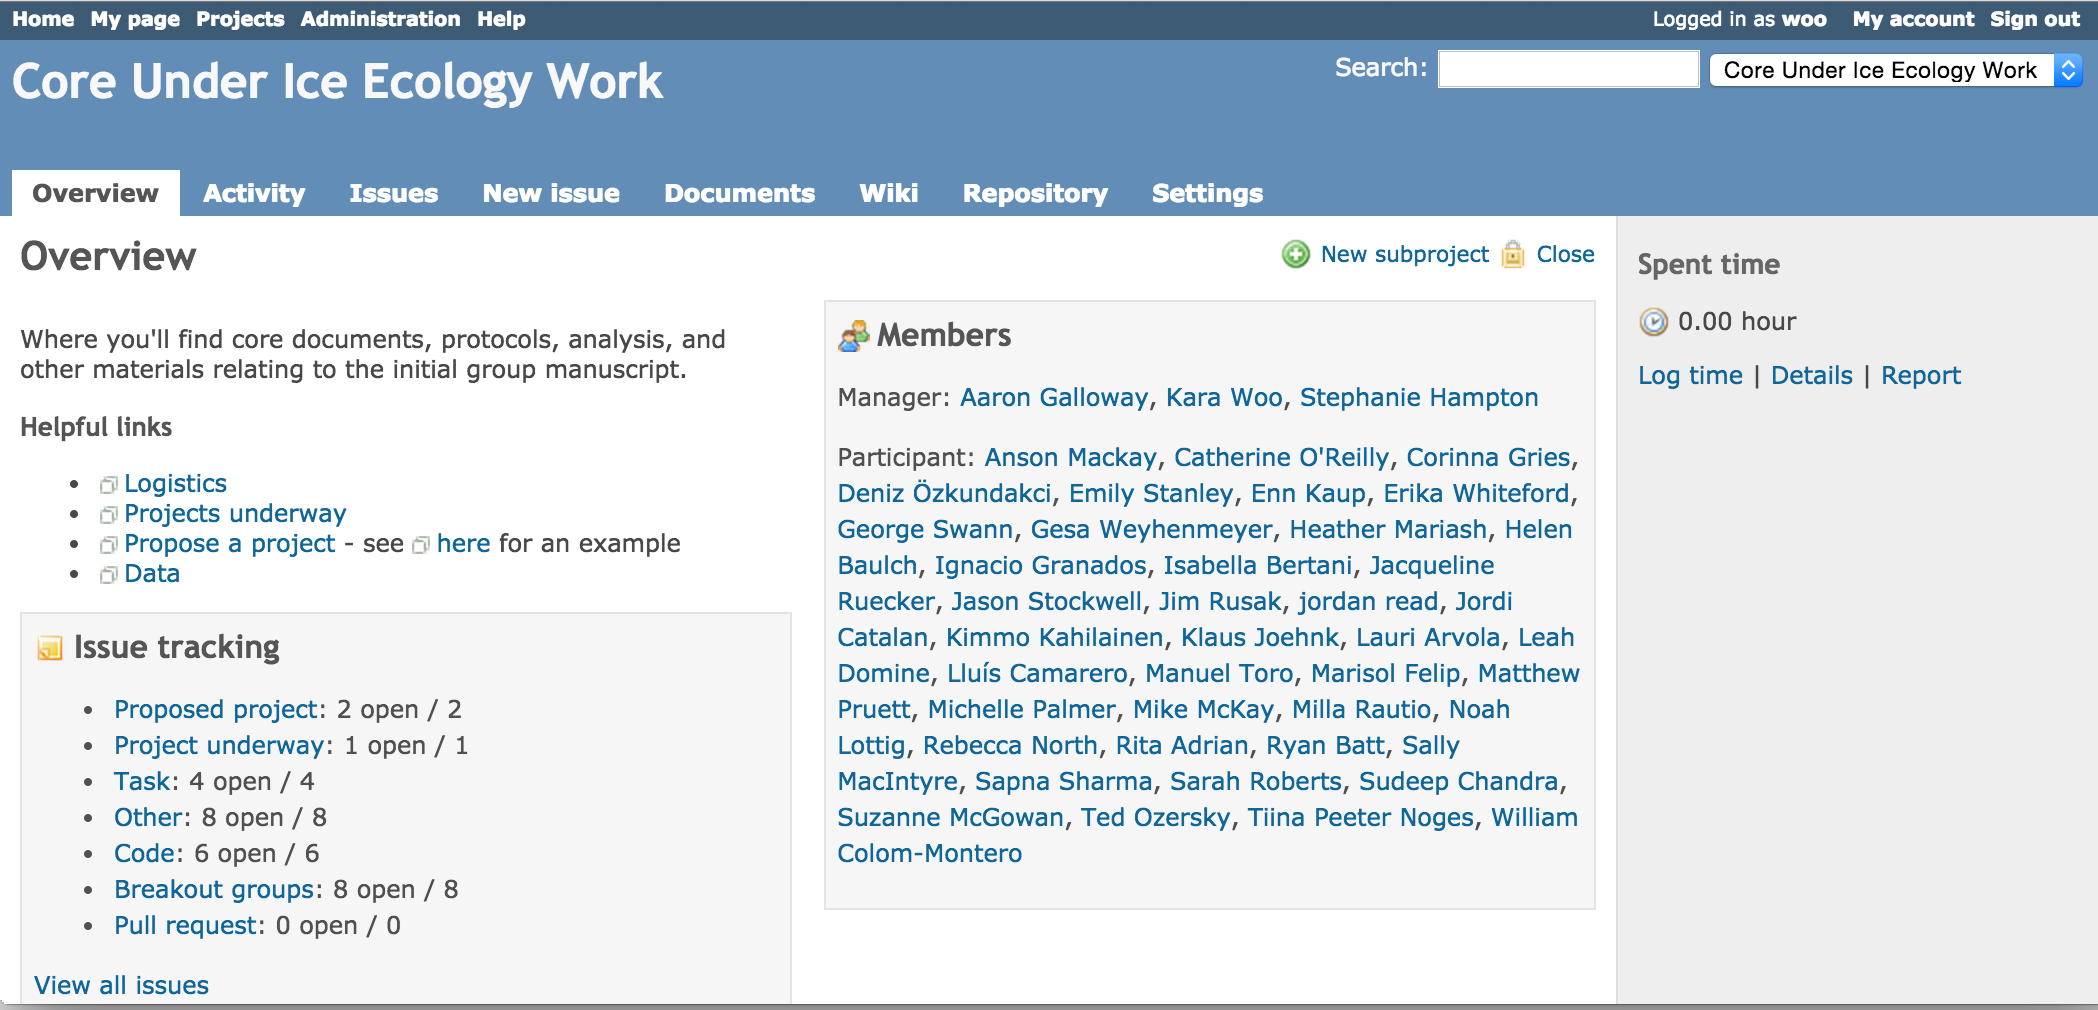 Home My page Projects Administration Help
Logged in as woo My account Sign out
Core Under Ice Ecology Work
Search:
Core Under Ice Ecology Work
Overview Activity Issues New issue Documents Wiki Repository Settings
Overview
New subproject Close
Where you'll find core documents, protocols, analysis, and
other materials relating to the initial group manuscript.
Helpful links
• Logistics
• Projects underway
• Propose a project - see here for an example
• Data
Issue tracking
• Proposed project: 2 open / 2
• Project underway: 1 open / 1
• Task: 4 open / 4
• Other: 8 open / 8
• Code: 6 open / 6
• Breakout groups: 8 open / 8
• Pull request: 0 open / 0
View all issues
Members
Manager: Aaron Galloway, Kara Woo, Stephanie Hampton
Participant: Anson Mackay, Catherine O'Reilly, Corinna Gries,
Deniz Özkundakci, Emily Stanley, Enn Kaup, Erika Whiteford,
George Swann, Gesa Weyhenmeyer, Heather Mariash, Helen
Baulch, Ignacio Granados, Isabella Bertani, Jacqueline
Ruecker, Jason Stockwell, Jim Rusak, jordan read, Jordi
Catalan, Kimmo Kahilainen, Klaus Joehnk, Lauri Arvola, Leah
Domine, Lluís Camarero, Manuel Toro, Marisol Felip, Matthew
Pruett, Michelle Palmer, Mike McKay, Milla Rautio, Noah
Lottig, Rebecca North, Rita Adrian, Ryan Batt, Sally
MacIntyre, Sapna Sharma, Sarah Roberts, Sudeep Chandra,
Suzanne McGowan, Ted Ozersky, Tiina Peeter Noges, William
Colom-Montero
Spent time
0.00 hour
Log time | Details | Report